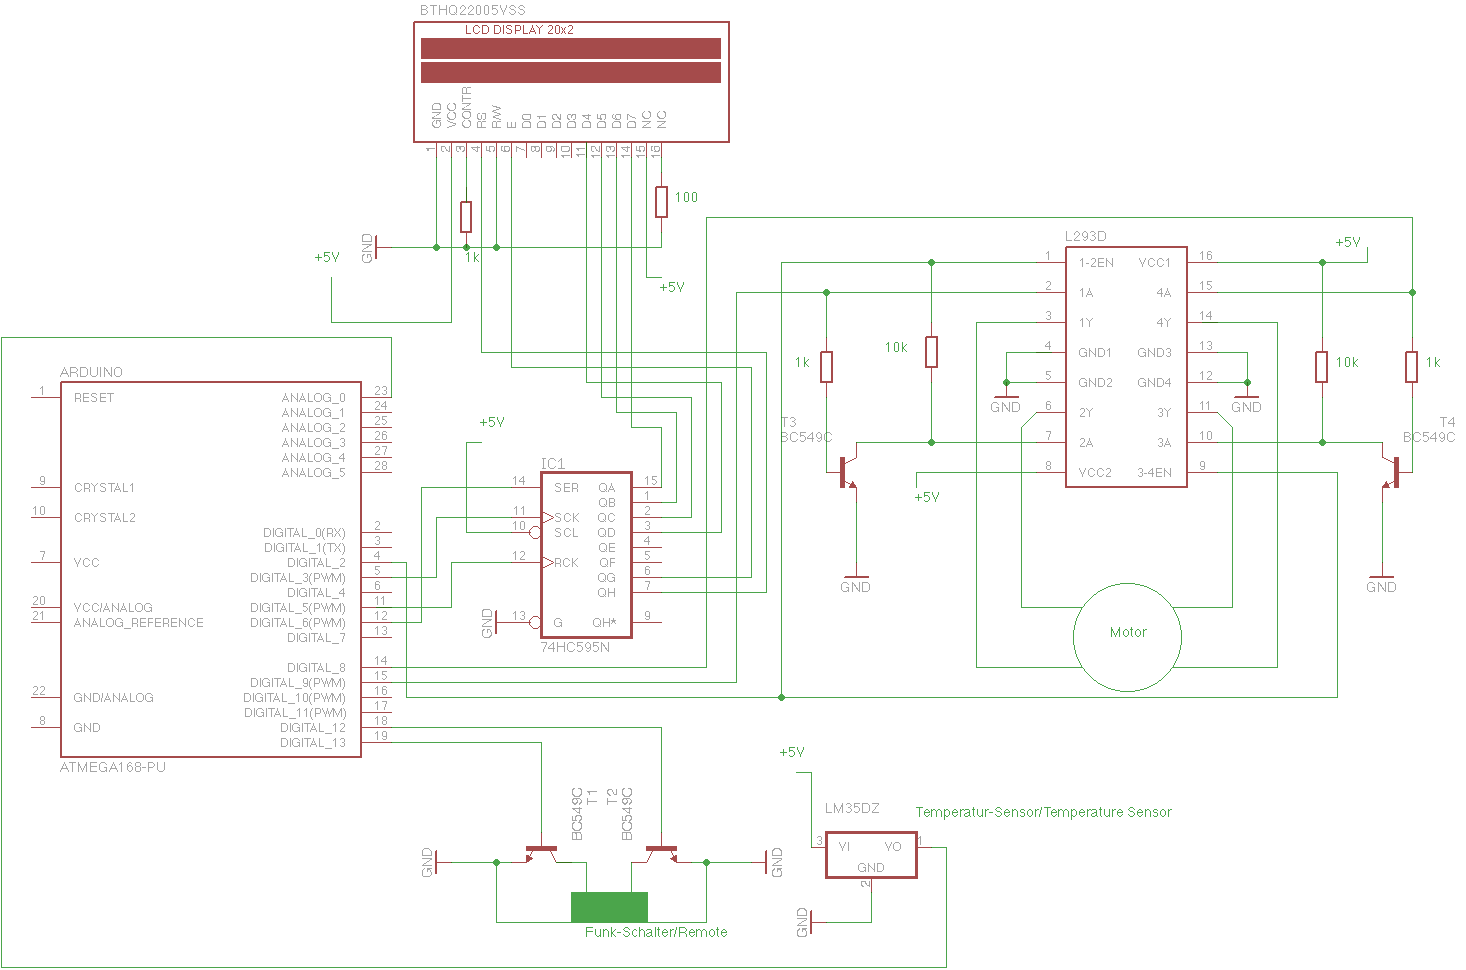 BTHQ22005VSS
LCD DISPLAY 20x2
GND
VCC
CONTR
RS
R/W
E
D0
D1
D2
D3
D4
D5
D6
D7
NC
NC
1
2
3
4
5
6
7
8
9
10
11
12
13
14
15
16
100
1k
GND
+5V
+5V
L293D
1
2
3
4
5
6
7
8
1-2EN
1A
1Y
GND1
GND2
2Y
2A
VCC2
VCC1
4A
4Y
GND3
GND4
3Y
3A
3-4EN
16
15
14
13
12
11
10
9
+5V
1k
10k
10k
1k
GND
GND
T3
BC549C
T4
BC549C
+5V
GND
GND
Motor
ARDUINO
1
9
10
7
20
21
22
8
RESET
CRYSTAL1
CRYSTAL2
VCC
VCC/ANALOG
ANALOG_REFERENCE
GND/ANALOG
GND
ANALOG_0
ANALOG_1
ANALOG_2
ANALOG_3
ANALOG_4
ANALOG_5
DIGITAL_0(RX)
DIGITAL_1(TX)
DIGITAL_2
DIGITAL_3(PWM)
DIGITAL_4
DIGITAL_5(PWM)
DIGITAL_6(PWM)
DIGITAL_7
DIGITAL_8
DIGITAL_9(PWM)
DIGITAL_10(PWM)
DIGITAL_11(PWM)
DIGITAL_12
DIGITAL_13
23
24
25
26
27
28
2
3
4
5
6
11
12
13
14
15
16
17
18
19
ATMEGA168-PU
+5V
IC1
14
11
10
12
13
SER
SCK
SCL
RCK
G
QA
QB
QC
QD
QE
QF
QG
QH
QH*
15
1
2
3
4
5
6
7
9
GND
74HC595N
BC549C
T1
T2
BC549C
GND
GND
Funk-Schalter/Remote
+5V
LM35DZ
Temperatur-Sensor/Temperature Sensor
3
VI
VO
1
GND
2
GND